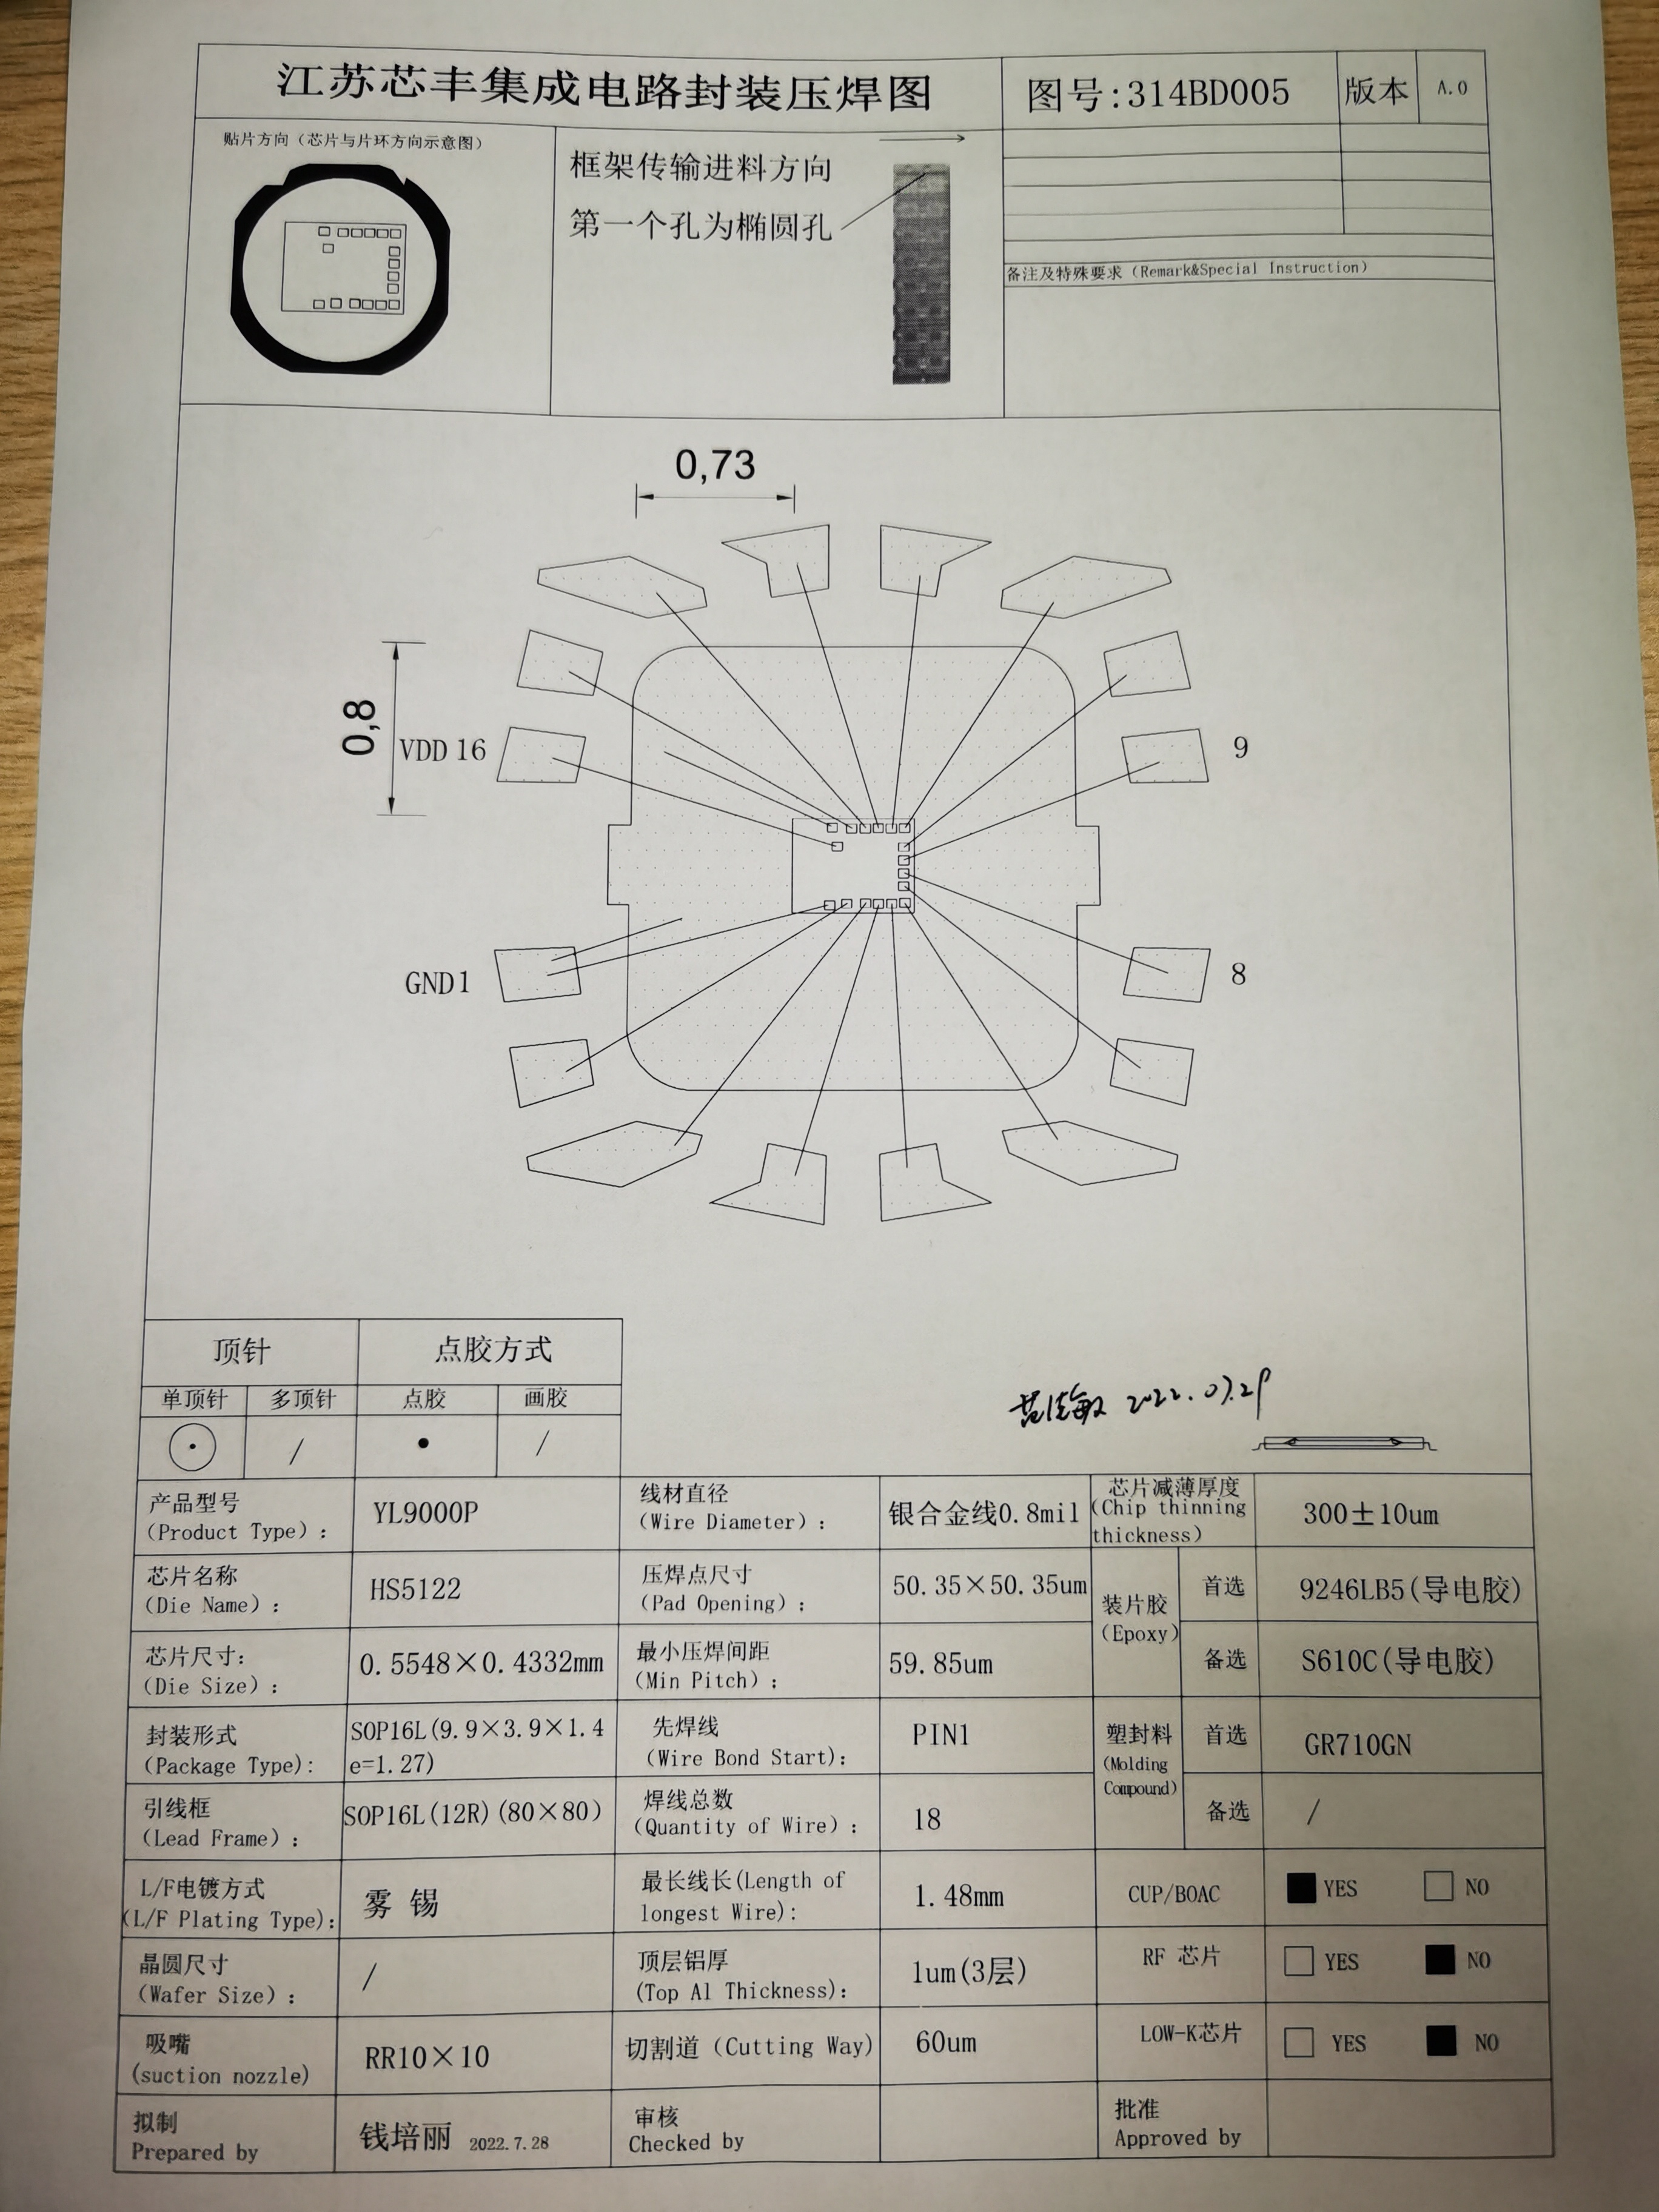 江苏芯丰集成电路封装压焊图
图号:314BD005
版本
A.0
贴片方向（芯片与片环方向示意图）
框架传输进料方向
第一个孔为椭圆孔
备注及特殊要求（Remark&Special Instruction）
0,73
0,8
VDD 16
9
GND1
8
顶针
点胶方式
单顶针
多顶针
点胶
画胶
/
/
2022.07.29
产品型号
(Product Type)：
YL9000P
线材直径
(Wire Diameter)：
银合金线0.8mil
芯片减薄厚度
(Chip thinning
thickness)
300±10um
芯片名称
(Die Name)：
HS5122
压焊点尺寸
(Pad Opening)；
50.35×50.35um
装片胶
(Epoxy)
首选
9246LB5(导电胶)
芯片尺寸:
(Die Size)：
0.5548×0.4332mm
最小压焊间距
(Min Pitch)；
59.85um
备选
S610C(导电胶)
封装形式
(Package Type):
SOP16L(9.9×3.9×1.4
e=1.27)
先焊线
(Wire Bond Start):
PIN1
塑封料
(Molding
Compound)
首选
GR710GN
引线框
(Lead Frame)：
SOP16L(12R)(80×80)
焊线总数
(Quantity of Wire)：
18
备选
/
L/F电镀方式
(L/F Plating Type):
雾 锡
最长线长(Length of
longest Wire):
1.48mm
CUP/BOAC
YES
NO
晶圆尺寸
(Wafer Size)：
/
顶层铝厚
(Top Al Thickness):
1um(3层)
RF 芯片
YES
NO
吸嘴
(suction nozzle)
RR10×10
切割道（Cutting Way)
60um
LOW-K芯片
YES
NO
拟制
Prepared by
钱培丽 2022.7.28
审核
Checked by
批准
Approved by